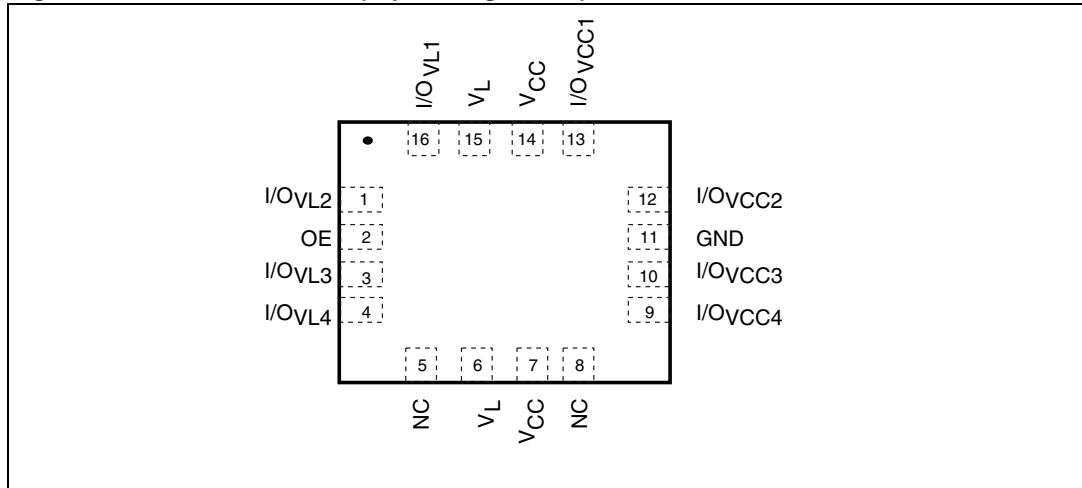 I/OVL1
VL
VCC
I/OVCC1
16
15
14
13
I/OVL2
1
12
I/OVCC2
OE
2
11
GND
I/OVL3
3
10
I/OVCC3
I/OVL4
4
9
I/OVCC4
5
6
7
8
NC
VL
VCC
NC